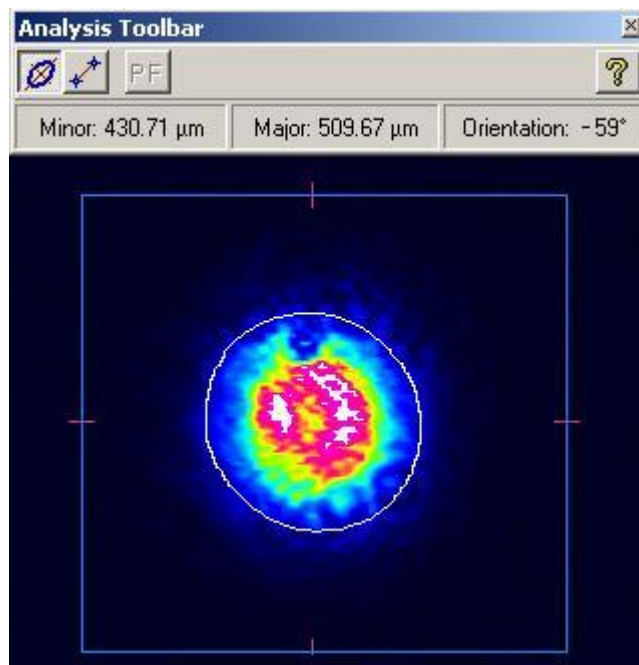 Analysis Toolbar
PF
Minor: 430.71 µm Major: 509.67 µm Orientation: -59°